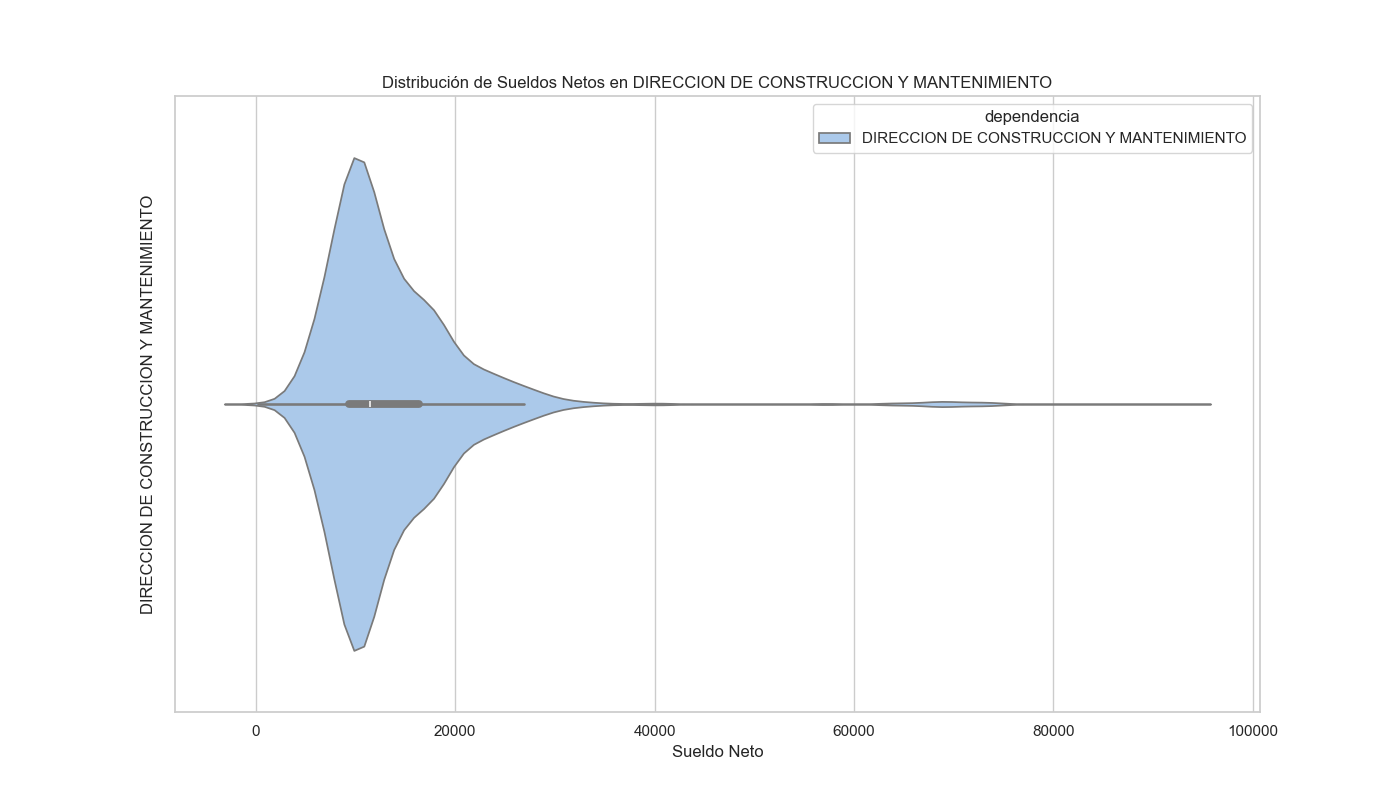 Distribución de Sueldos Netos en DIRECCION DE CONSTRUCCION Y MANTENIMIENTO
dependencia
DIRECCION DE CONSTRUCCION Y MANTENIMIENTO
DIRECCION DE CONSTRUCCION Y MANTENIMIENTO
0 20000 40000 60000 80000 100000
Sueldo Neto